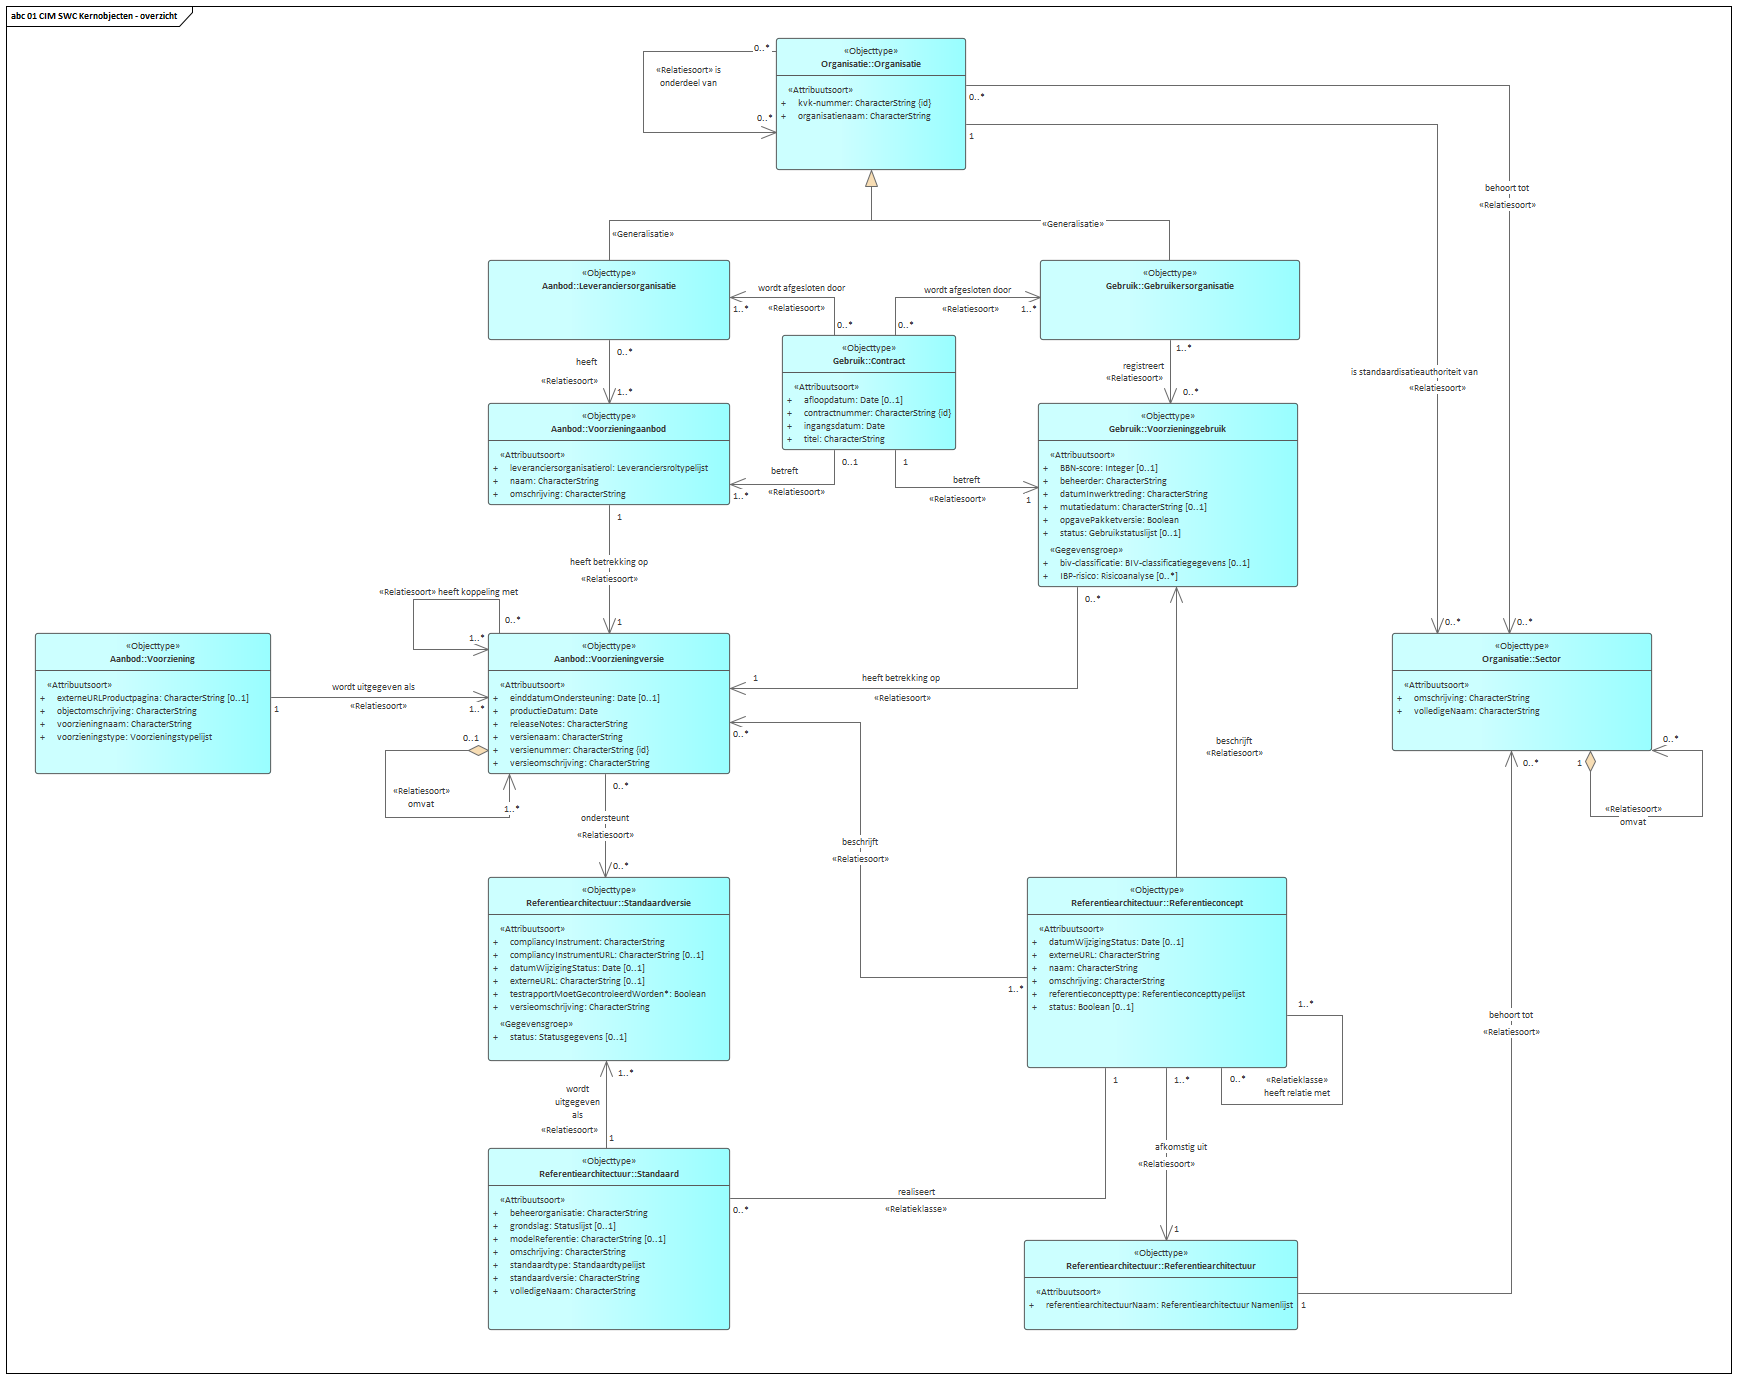 abc 01 CIM SWC Kernobjecten - overzicht
«Objecttype»
Organisatie::Organisatie
«Attribuutsoort»
+ kvk-nummer: CharacterString {id}
+ organisatienaam: CharacterString
0..*
«Relatiesoort» is
onderdeel van
0..*
0..*
1
behoort tot
«Relatiesoort»
is standaardisatieauthoriteit van
«Relatiesoort»
0..*
0..*
«Generalisatie»
«Generalisatie»
«Objecttype»
Aanbod::Leveranciersorganisatie
wordt afgesloten door
1..*
«Relatiesoort»
0..*
wordt afgesloten door
«Relatiesoort»
1..*
0..*
«Objecttype»
Gebruik::Gebruikersorganisatie
«Objecttype»
Gebruik::Contract
«Attribuutsoort»
+ afloopdatum: Date [0..1]
+ contractnummer: CharacterString {id}
+ ingangsdatum: Date
+ titel: CharacterString
0..*
heeft
«Relatiesoort»
1..*
1..*
registreert
«Relatiesoort»
0..*
«Objecttype»
Aanbod::Voorzieningaanbod
«Attribuutsoort»
+ leveranciersorganisatierol: Leveranciersroltypelijst
+ naam: CharacterString
+ omschrijving: CharacterString
0..1
betreft
«Relatiesoort»
1..*
1
betreft
«Relatiesoort»
1
«Objecttype»
Gebruik::Voorzieninggebruik
«Attribuutsoort»
+ BBN-score: Integer [0..1]
+ beheerder: CharacterString
+ datumInwerktreding: CharacterString
+ mutatiedatum: CharacterString [0..1]
+ opgavePakketversie: Boolean
+ status: Gebruikstatuslijst [0..1]
«Gegevensgroep»
+ biv-classificatie: BIV-classificatiegegevens [0..1]
+ IBP-risico: Risicoanalyse [0..*]
1
heeft betrekking op
«Relatiesoort»
1
«Relatiesoort» heeft koppeling met
0..*
1..*
«Objecttype»
Aanbod::Voorziening
«Attribuutsoort»
+ externeURLProductpagina: CharacterString [0..1]
+ objectomschrijving: CharacterString
+ voorzieningnaam: CharacterString
+ voorzieningstype: Voorzieningstypelijst
wordt uitgegeven als
1
«Relatiesoort»
1..*
«Objecttype»
Aanbod::Voorzieningversie
«Attribuutsoort»
+ einddatumOndersteuning: Date [0..1]
+ productieDatum: Date
+ releaseNotes: CharacterString
+ versienaam: CharacterString
+ versienummer: CharacterString {id}
+ versieomschrijving: CharacterString
0..1
«Relatiesoort»
omvat
1..*
0..*
1
heeft betrekking op
«Relatiesoort»
0..*
beschrijft
«Relatiesoort»
1..*
beschrijft
«Relatiesoort»
«Objecttype»
Organisatie::Sector
«Attribuutsoort»
+ omschrijving: CharacterString
+ volledigeNaam: CharacterString
0..*
0..*
1
«Relatiesoort»
omvat
0..*
ondersteunt
«Relatiesoort»
0..*
«Objecttype»
Referentiearchitectuur::Standaardversie
«Attribuutsoort»
+ compliancyInstrument: CharacterString
+ compliancyInstrumentURL: CharacterString [0..1]
+ datumWijzigingStatus: Date [0..1]
+ externeURL: CharacterString [0..1]
+ testrapportMoetGecontroleerdWorden*: Boolean
+ versieomschrijving: CharacterString
«Gegevensgroep»
+ status: Statusgegevens [0..1]
«Objecttype»
Referentiearchitectuur::Referentieconcept
«Attribuutsoort»
+ datumWijzigingStatus: Date [0..1]
+ externeURL: CharacterString
+ naam: CharacterString
+ omschrijving: CharacterString
+ referentieconcepttype: Referentieconcepttypelijst
+ status: Boolean [0..1]
1..*
0..*
«Relatieklasse»
heeft relatie met
behoort tot
«Relatiesoort»
1..*
wordt
uitgegeven
als
«Relatiesoort»
1
1
1..*
afkomstig uit
«Relatiesoort»
1
«Objecttype»
Referentiearchitectuur::Standaard
«Attribuutsoort»
+ beheerorganisatie: CharacterString
+ grondslag: Statuslijst [0..1]
+ modelReferentie: CharacterString [0..1]
+ omschrijving: CharacterString
+ standaardtype: Standaardtypelijst
+ standaardversie: CharacterString
+ volledigeNaam: CharacterString
realiseert
0..*
«Relatieklasse»
«Objecttype»
Referentiearchitectuur::Referentiearchitectuur
«Attribuutsoort»
+ referentiearchitectuurNaam: Referentiearchitectuur Namenlijst
1